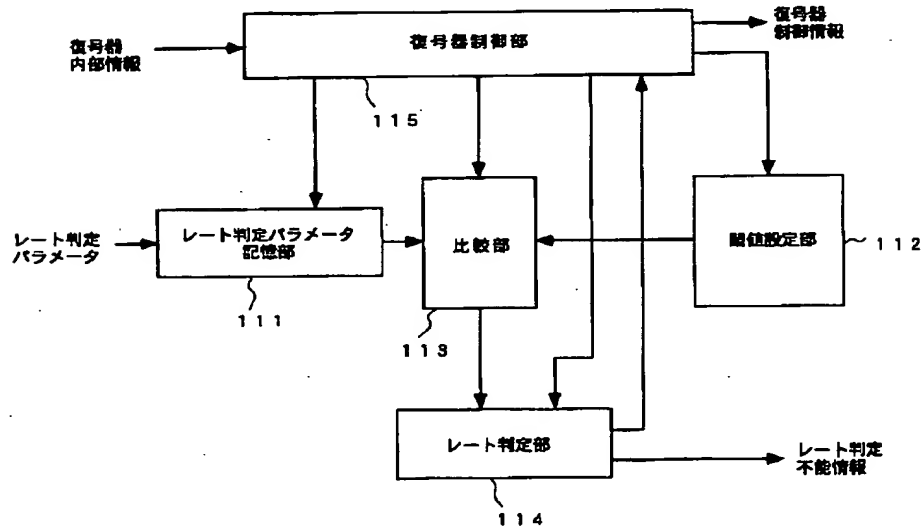 復号器
内部情報
復号器制御部
復号器
制御情報
115
レート判定
パラメータ
レート判定パラメータ
記憶部
111
比較部
113
閾値設定部
112
レート判定部
114
レート判定
不能情報